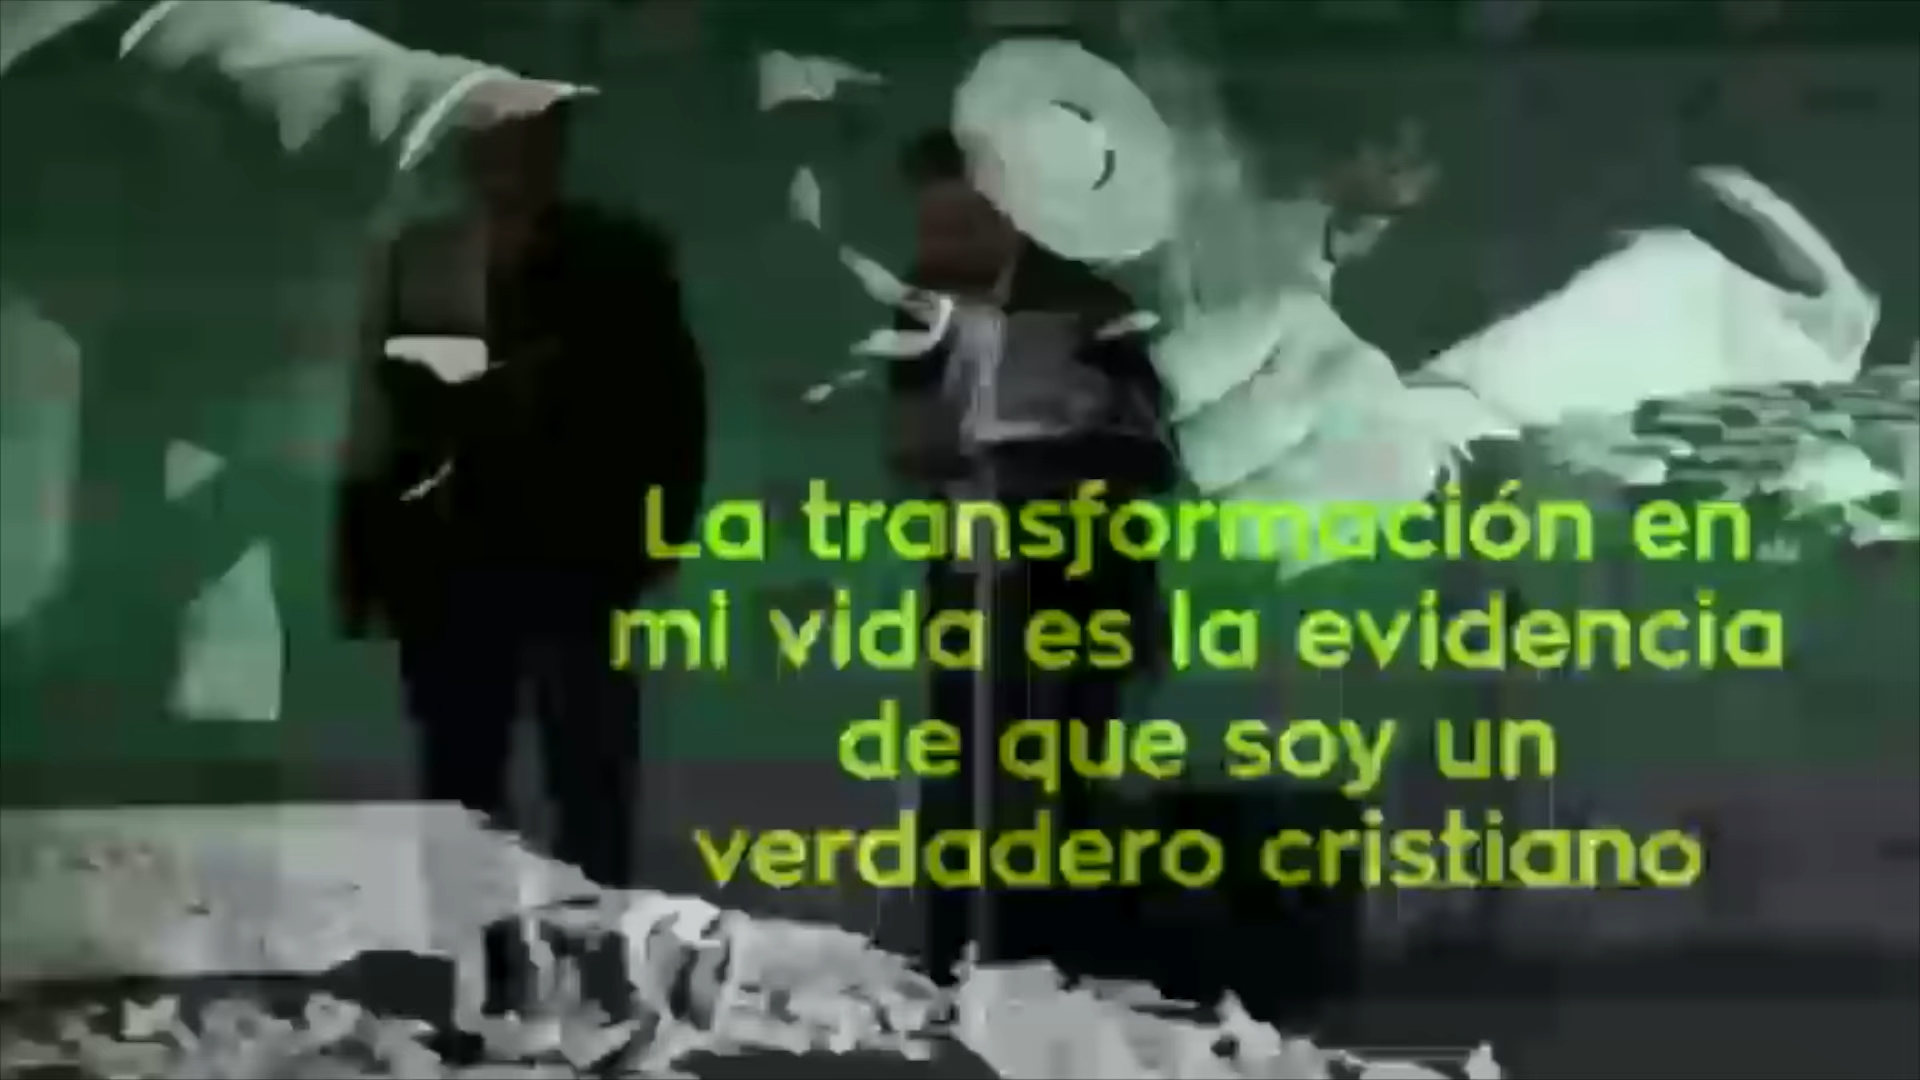 La transformación en
mi vida es la evidencia
de que soy un
verdadero cristiano